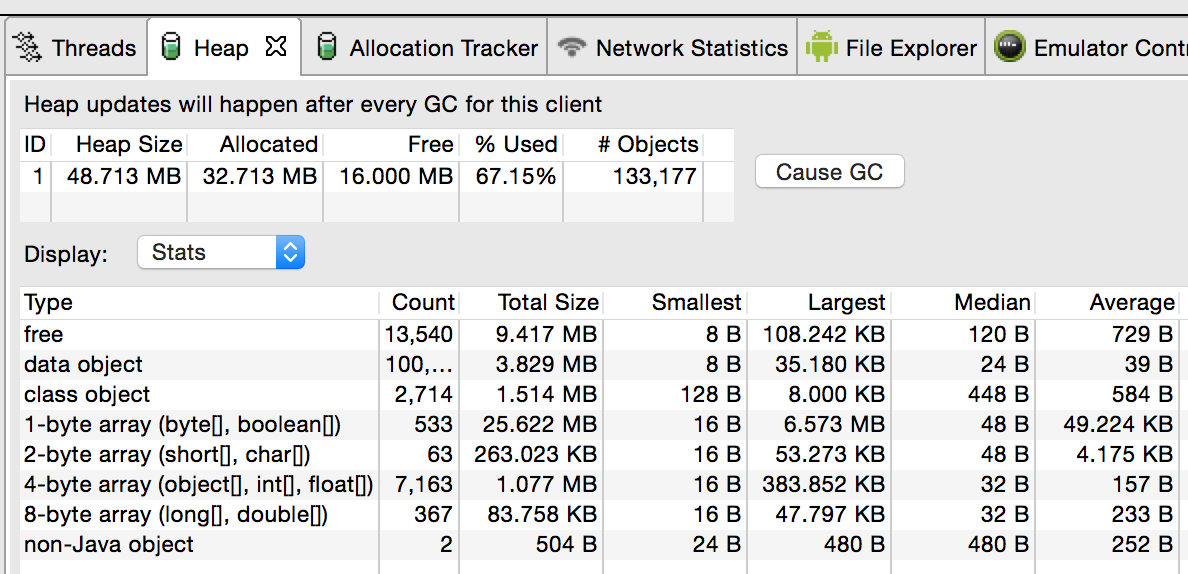 Threads Heap Allocation Tracker Network Statistics File Explorer Emulator Cont
Heap updates will happen after every GC for this client
ID Heap Size Allocated Free % Used # Objects
1 48.713 MB 32.713 MB 16.000 MB 67.15% 133,177
Cause GC
Display: Stats
Type Count Total Size Smallest Largest Median Average
free 13,540 9.417 MB 8 B 108.242 KB 120 B 729 B
data object 100,... 3.829 MB 8 B 35.180 KB 24 B 39 B
class object 2,714 1.514 MB 128 B 8.000 KB 448 B 584 B
1-byte array (byte[], boolean[]) 533 25.622 MB 16 B 6.573 MB 48 B 49.224 KB
2-byte array (short[], char[]) 63 263.023 KB 16 B 53.273 KB 48 B 4.175 KB
4-byte array (object[], int[], float[]) 7,163 1.077 MB 16 B 383.852 KB 32 B 157 B
8-byte array (long[], double[]) 367 83.758 KB 16 B 47.797 KB 32 B 233 B
non-Java object 2 504 B 24 B 480 B 480 B 252 B